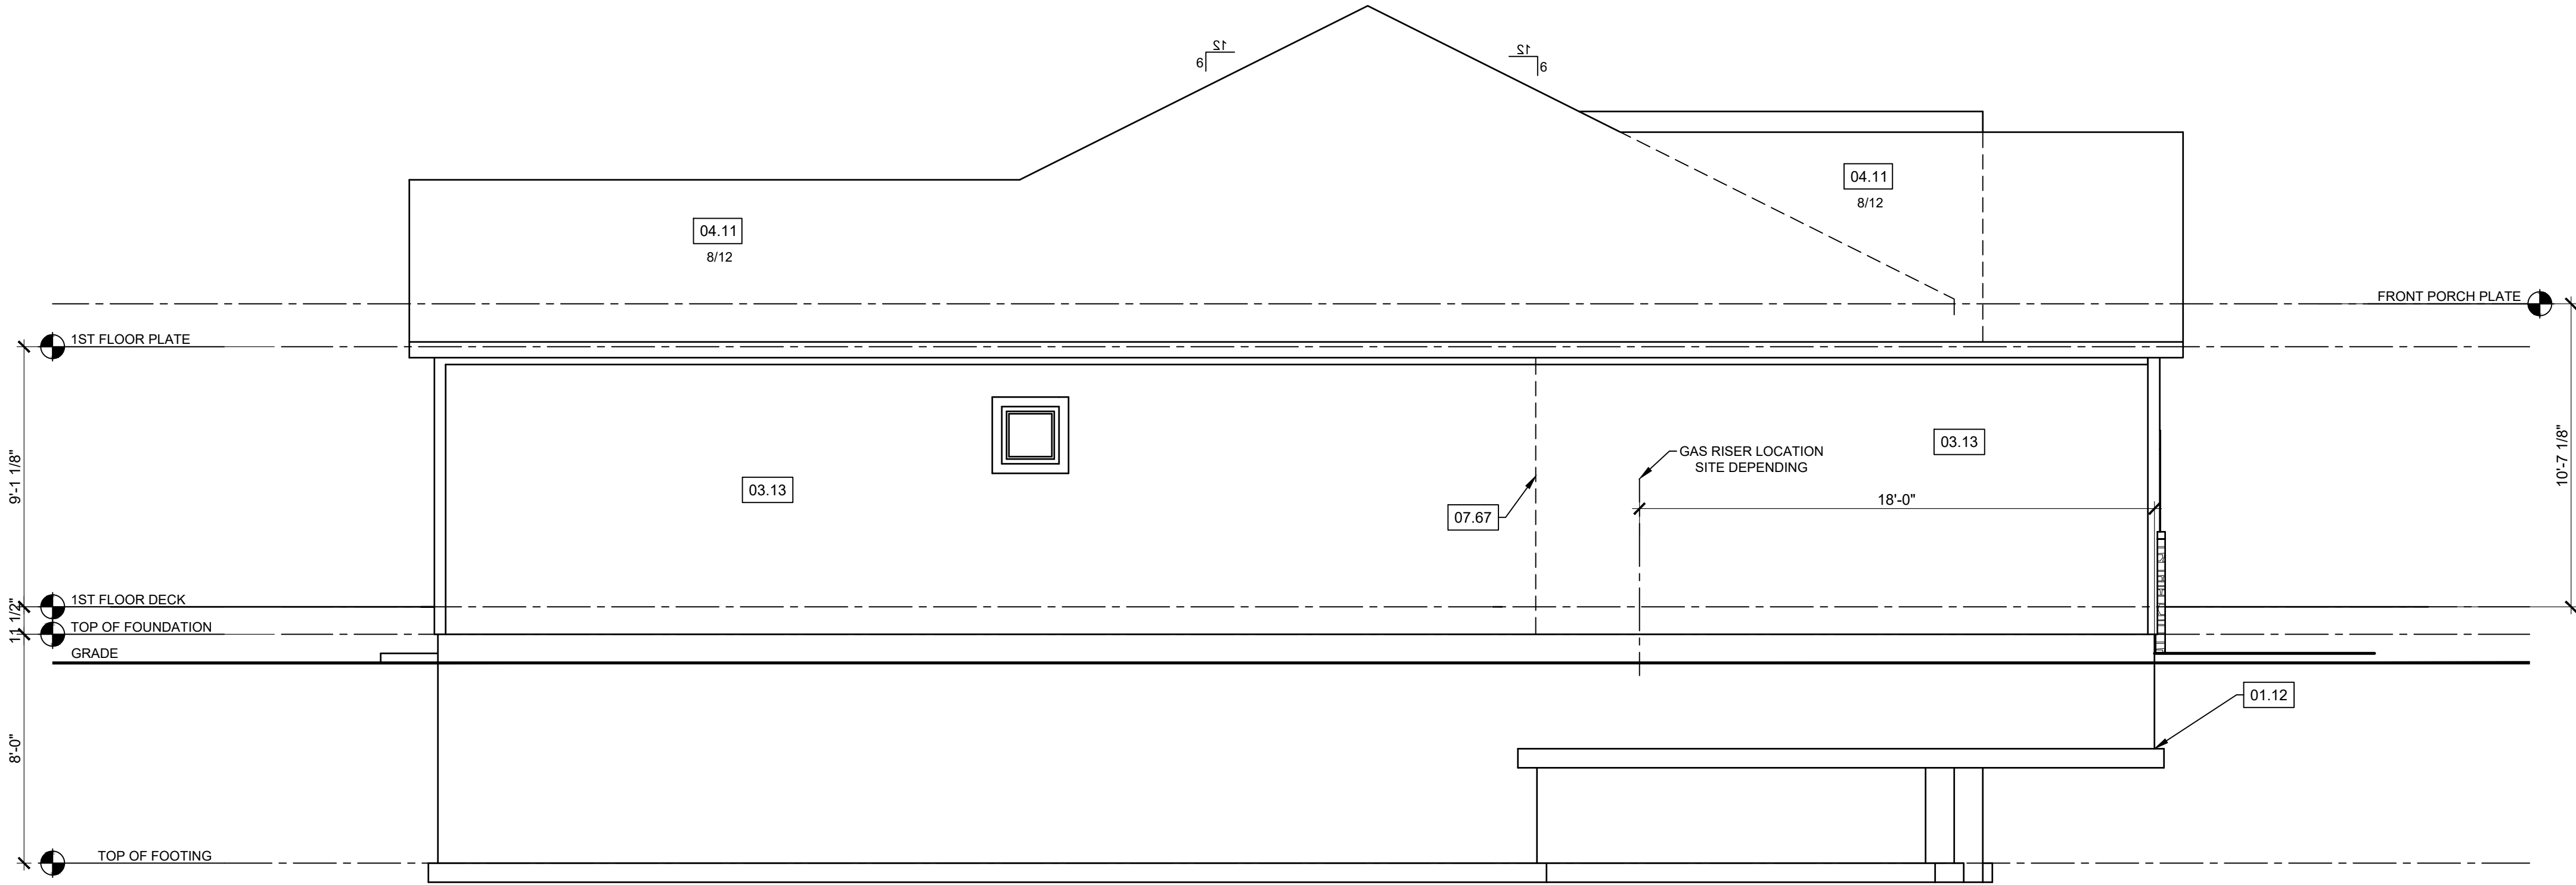 12
6
12
6
04.11
8/12
04.11
8/12
FRONT PORCH PLATE
1ST FLOOR PLATE
9'-1 1/8"
10'-7 1/8"
03.13
GAS RISER LOCATION
SITE DEPENDING
03.13
18'-0"
07.67
1ST FLOOR DECK
11 1/2"
TOP OF FOUNDATION
GRADE
01.12
8'-0"
TOP OF FOOTING